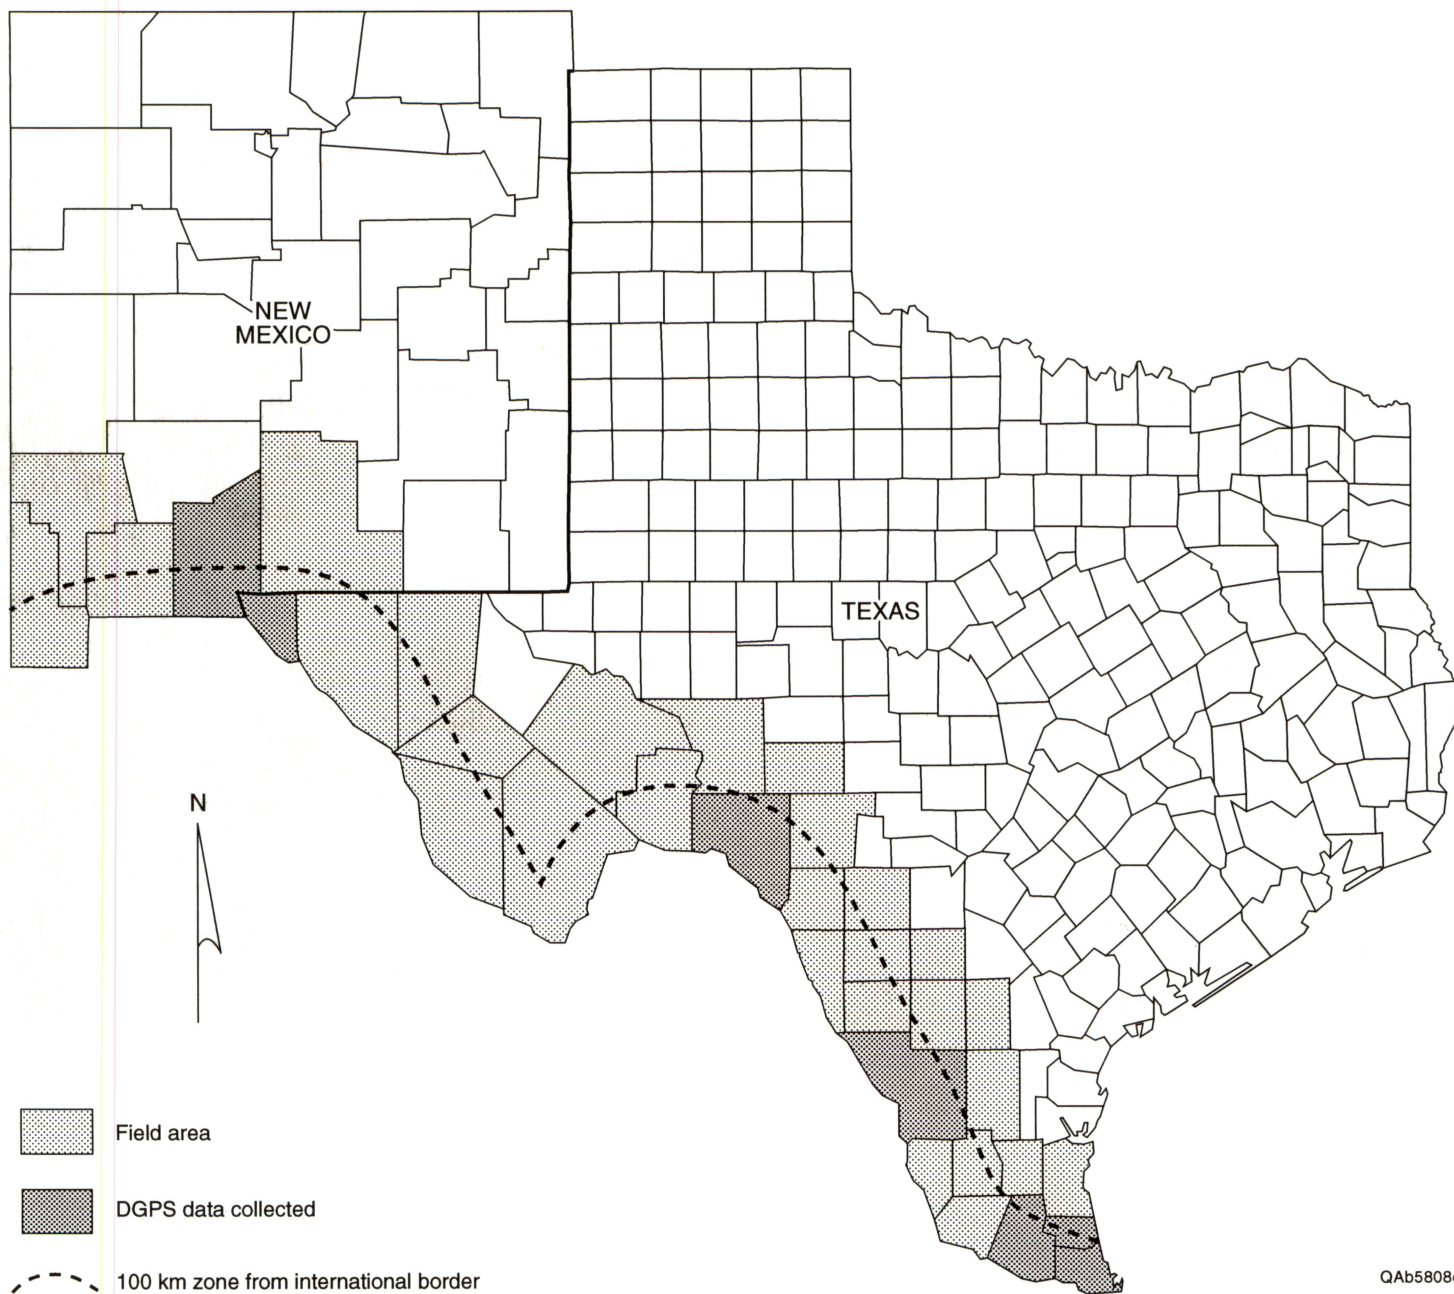 NEW
MEXICO
TEXAS
N
Field area
DGPS data collected
100 km zone from international border